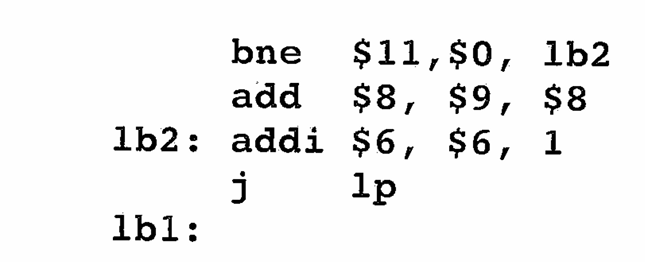 bne $11,$0, lb2
add $8, $9, $8
lb2: addi $6, $6, 1
j lp
lb1: